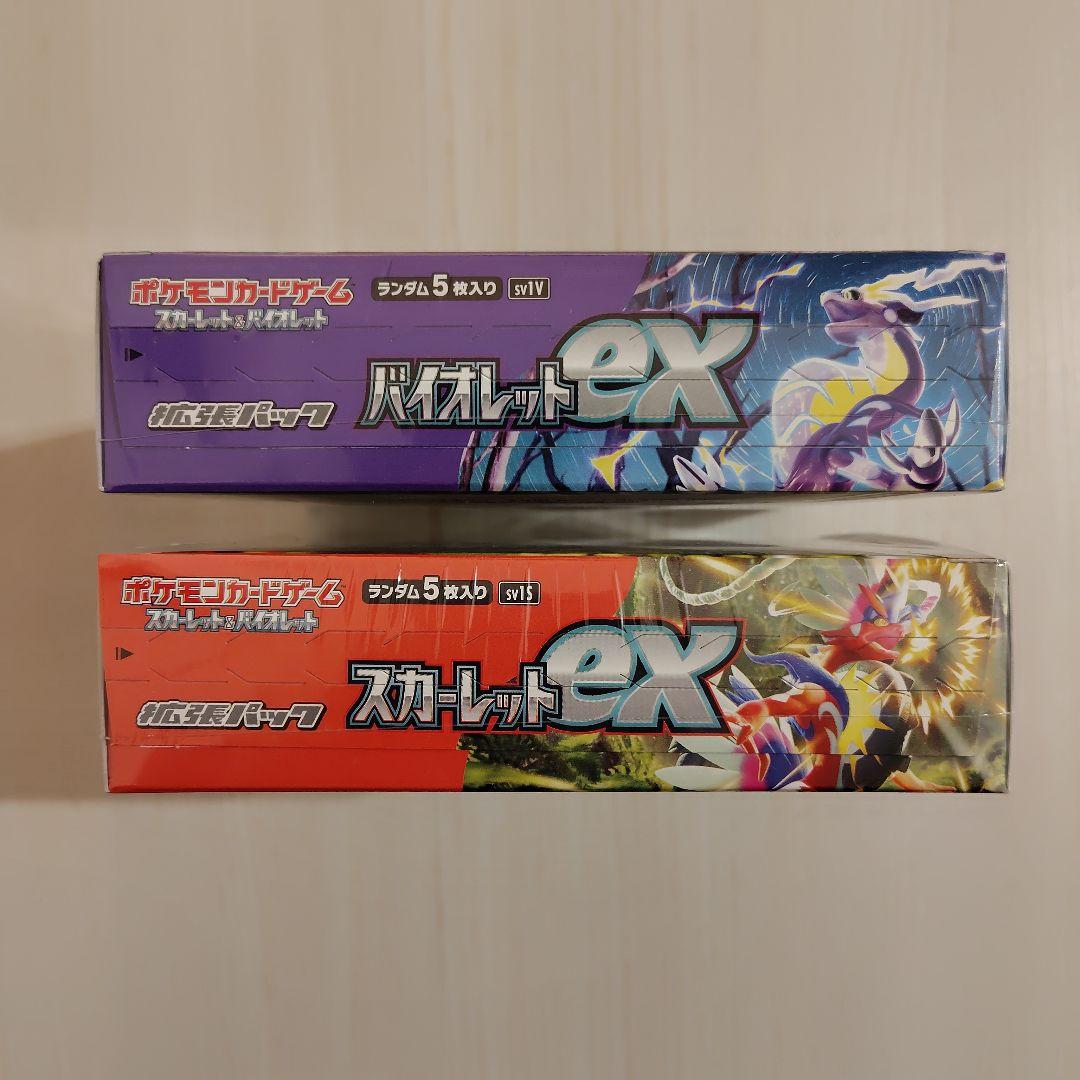 ポケモンカードゲーム
スカーレット&バイオレット
ランダム5枚入り sv1V
拡張パック
バイオレットex
ポケモンカードゲーム
スカーレット&バイオレット
ランダム5枚入り sv1S
拡張パック
スカーレットex